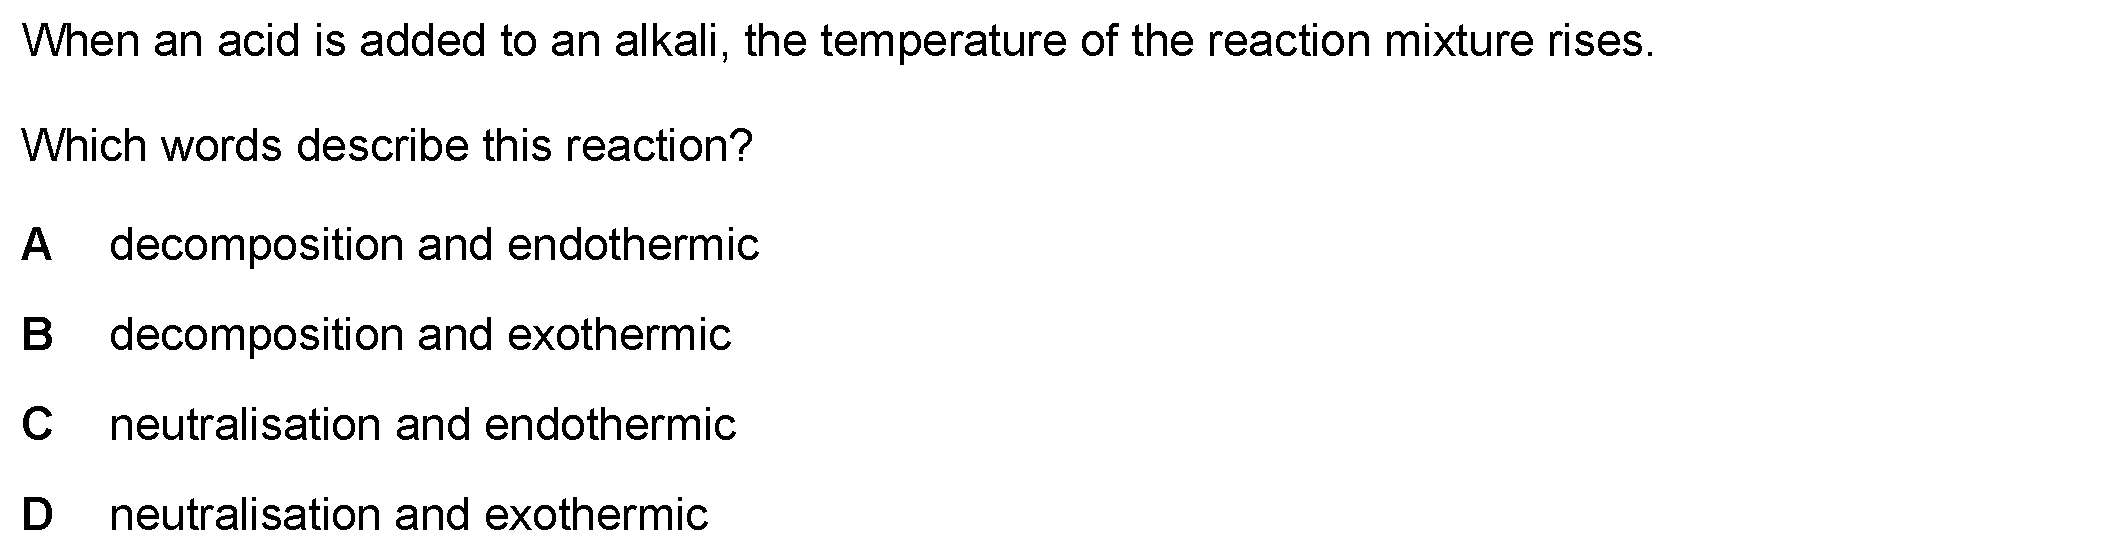 When an acid is added to an alkali, the temperature of the reaction mixture rises.
Which words describe this reaction?
A decomposition and endothermic
B decomposition and exothermic
C neutralisation and endothermic
D neutralisation and exothermic